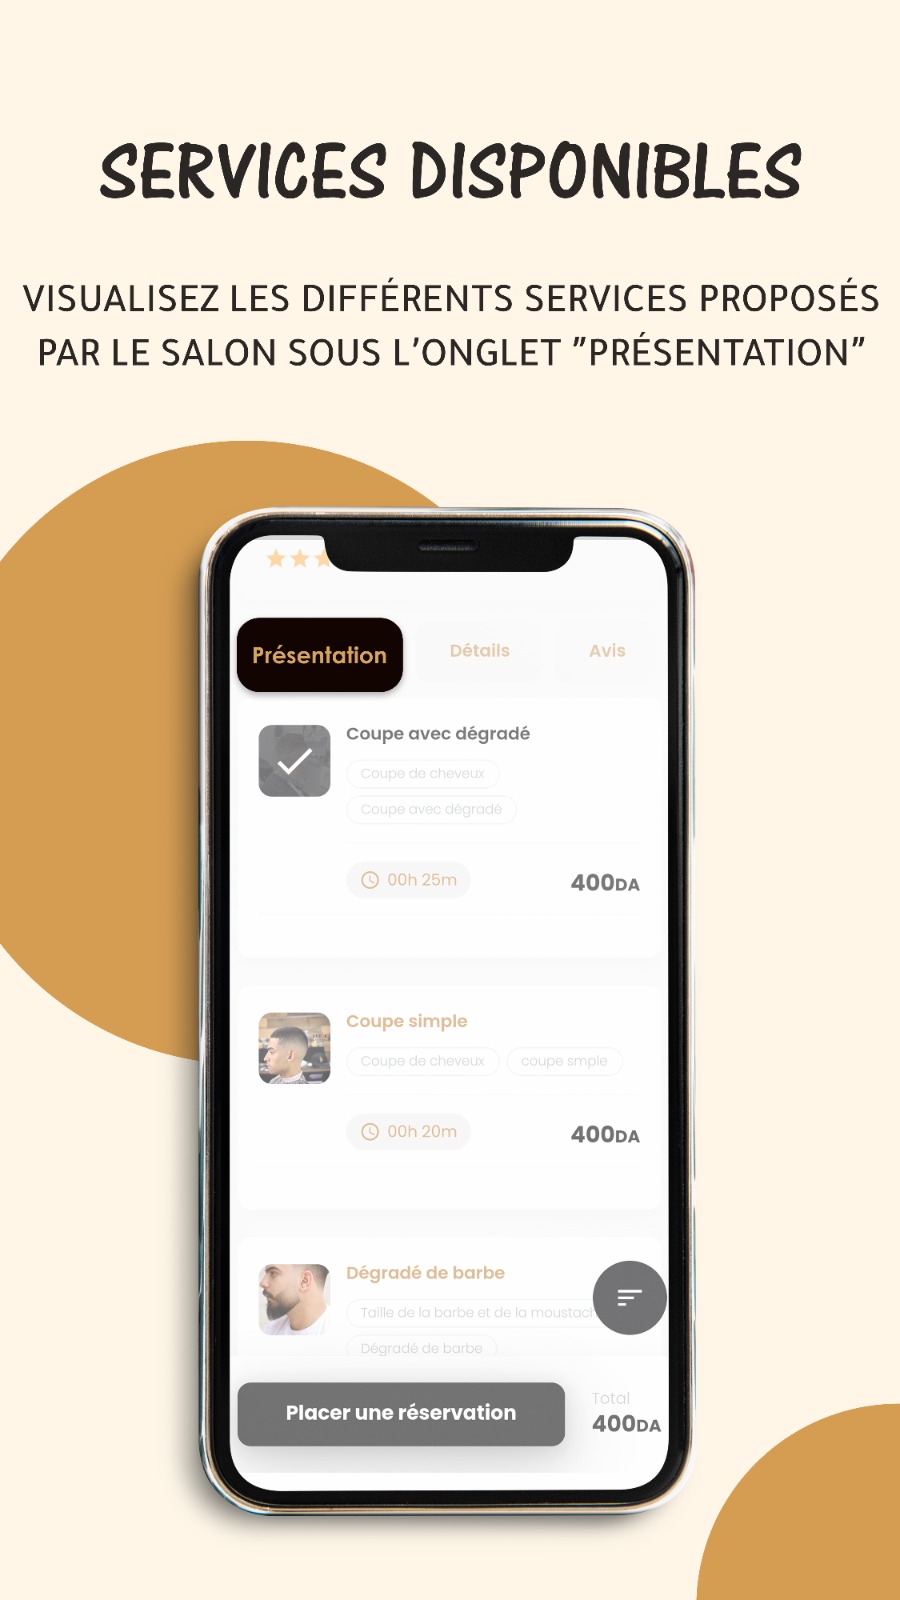 SERVICES DISPONIBLES
VISUALISEZ LES DIFFÉRENTS SERVICES PROPOSÉS
PAR LE SALON SOUS L'ONGLET "PRÉSENTATION"
Présentation
Détails
Avis
Coupe avec dégradé
Coupe de cheveux
Coupe avec dégradé
00h 25m
400DA
Coupe simple
Coupe de cheveux
coupe smple
00h 20m
400DA
Dégradé de barbe
Taille de la barbe et de la moustach
Dégradé de barbe
Placer une réservation
Total
400DA